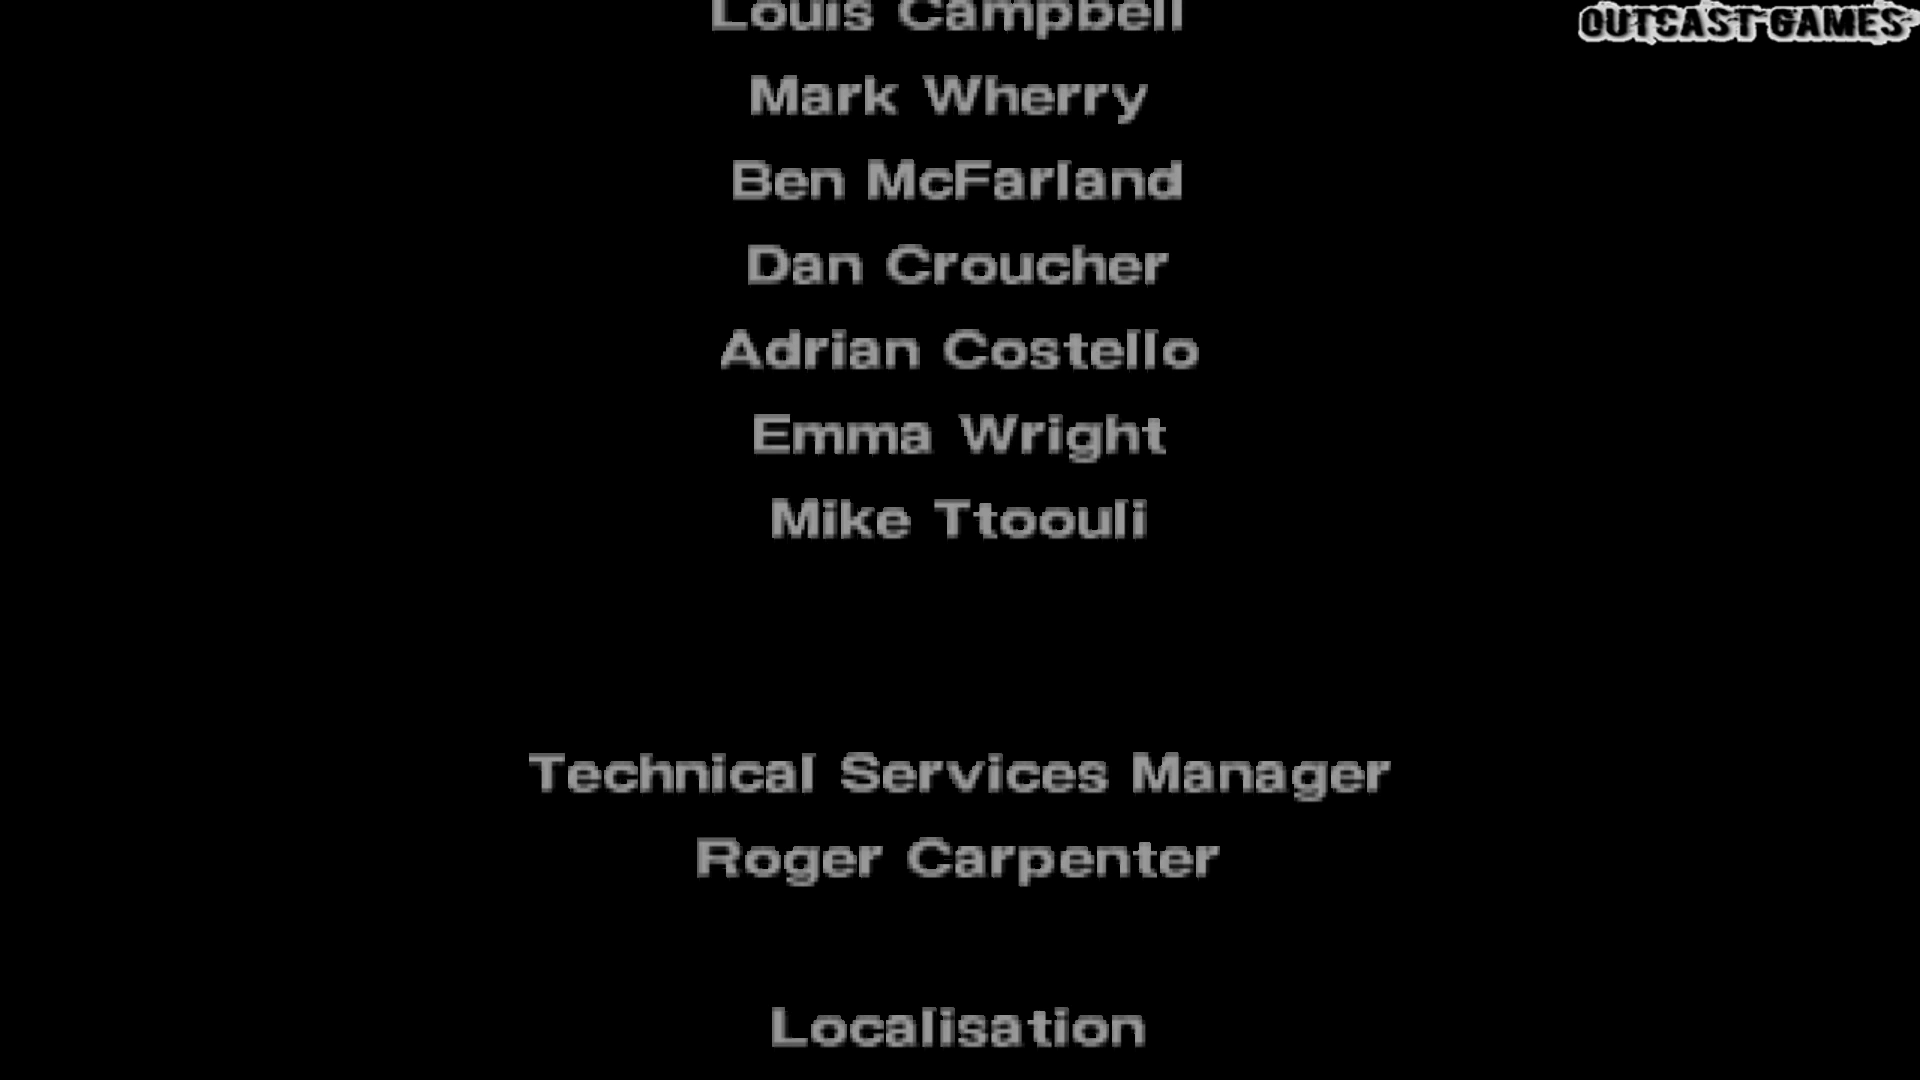 Louis Campbell
OUTCAST GAMES
Mark Wherry
Ben McFarland
Dan Croucher
Adrian Costello
Emma Wright
Mike Ttoouli
Technical Services Manager
Roger Carpenter
Localisation